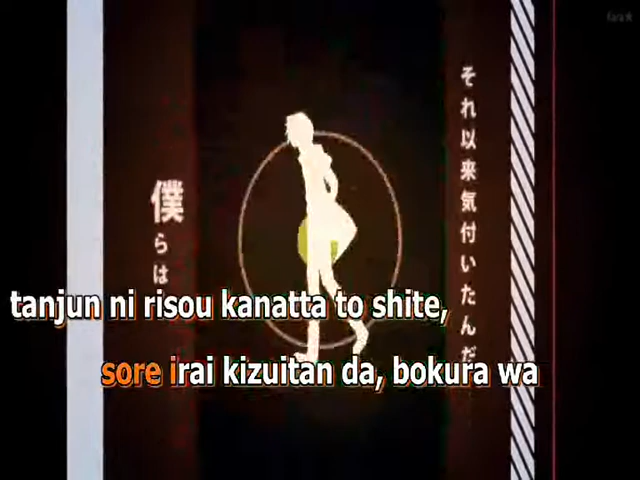 それ以来気付いたんだ
僕らは
tanjun ni risou kanatta to shite,
sore irai kizuitan da, bokura wa